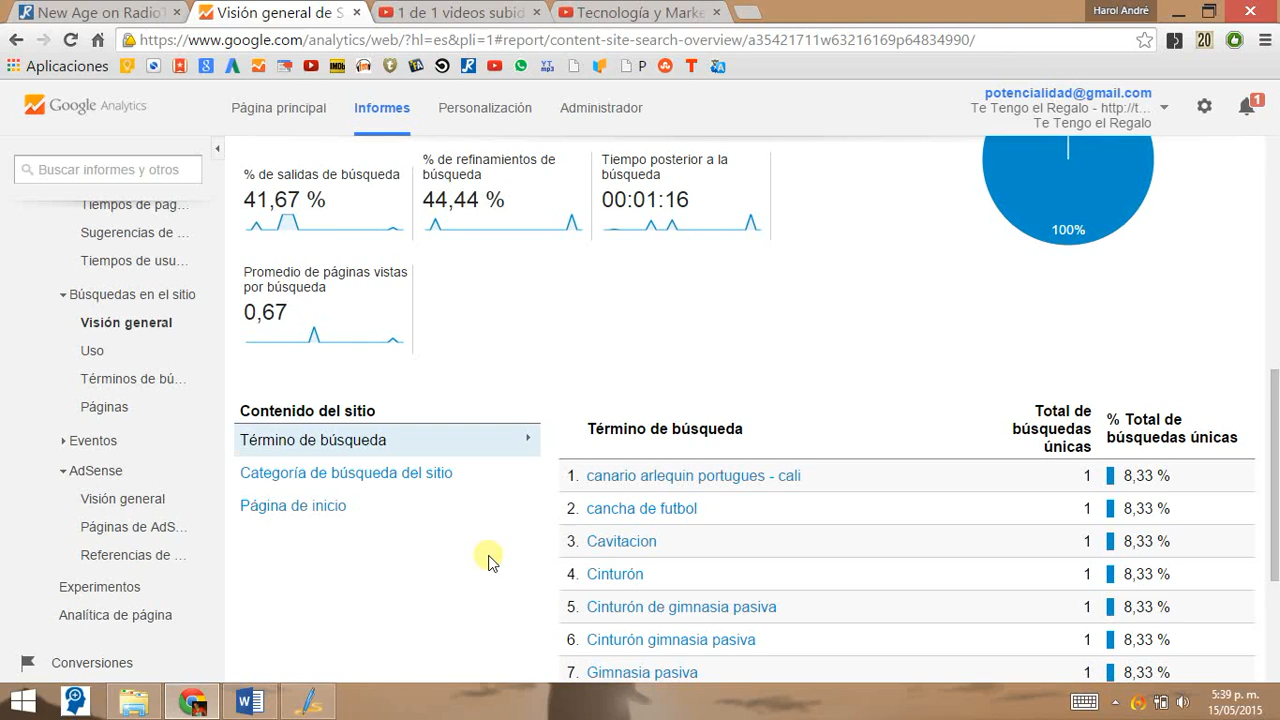 New Age on RadioT
Visión general de S
1 de 1 videos subid
Tecnología y Marke
Harol André
https://www.google.com/analytics/web/?hl=es&pli=1#report/content-site-search-overview/a35421711w63216169p64834990/
20
Aplicaciones
Google Analytics
Página principal
Informes
Personalización
Administrador
potencialidad@gmail.com
Te Tengo el Regalo - http://t...
Te Tengo el Regalo
1
Buscar informes y otros
Tiempos de pág...
Sugerencias de ...
Tiempos de usu...
Búsquedas en el sitio
Visión general
Uso
Términos de bú...
Páginas
Eventos
AdSense
Visión general
Páginas de AdS...
Referencias de ...
Experimentos
Analítica de página
Conversiones
% de salidas de búsqueda
41,67 %
% de refinamientos de
búsqueda
44,44 %
Tiempo posterior a la
búsqueda
00:01:16
100%
Promedio de páginas vistas
por búsqueda
0,67
Contenido del sitio
Término de búsqueda
Categoría de búsqueda del sitio
Página de inicio
Término de búsqueda
Total de
búsquedas
únicas
% Total de
búsquedas únicas
1. canario arlequin portugues - cali 1 8,33 %
2. cancha de futbol 1 8,33 %
3. Cavitacion 1 8,33 %
4. Cinturón 1 8,33 %
5. Cinturón de gimnasia pasiva 1 8,33 %
6. Cinturón gimnasia pasiva 1 8,33 %
7. Gimnasia pasiva 1 8,33 %
5:39 p. m.
15/05/2015